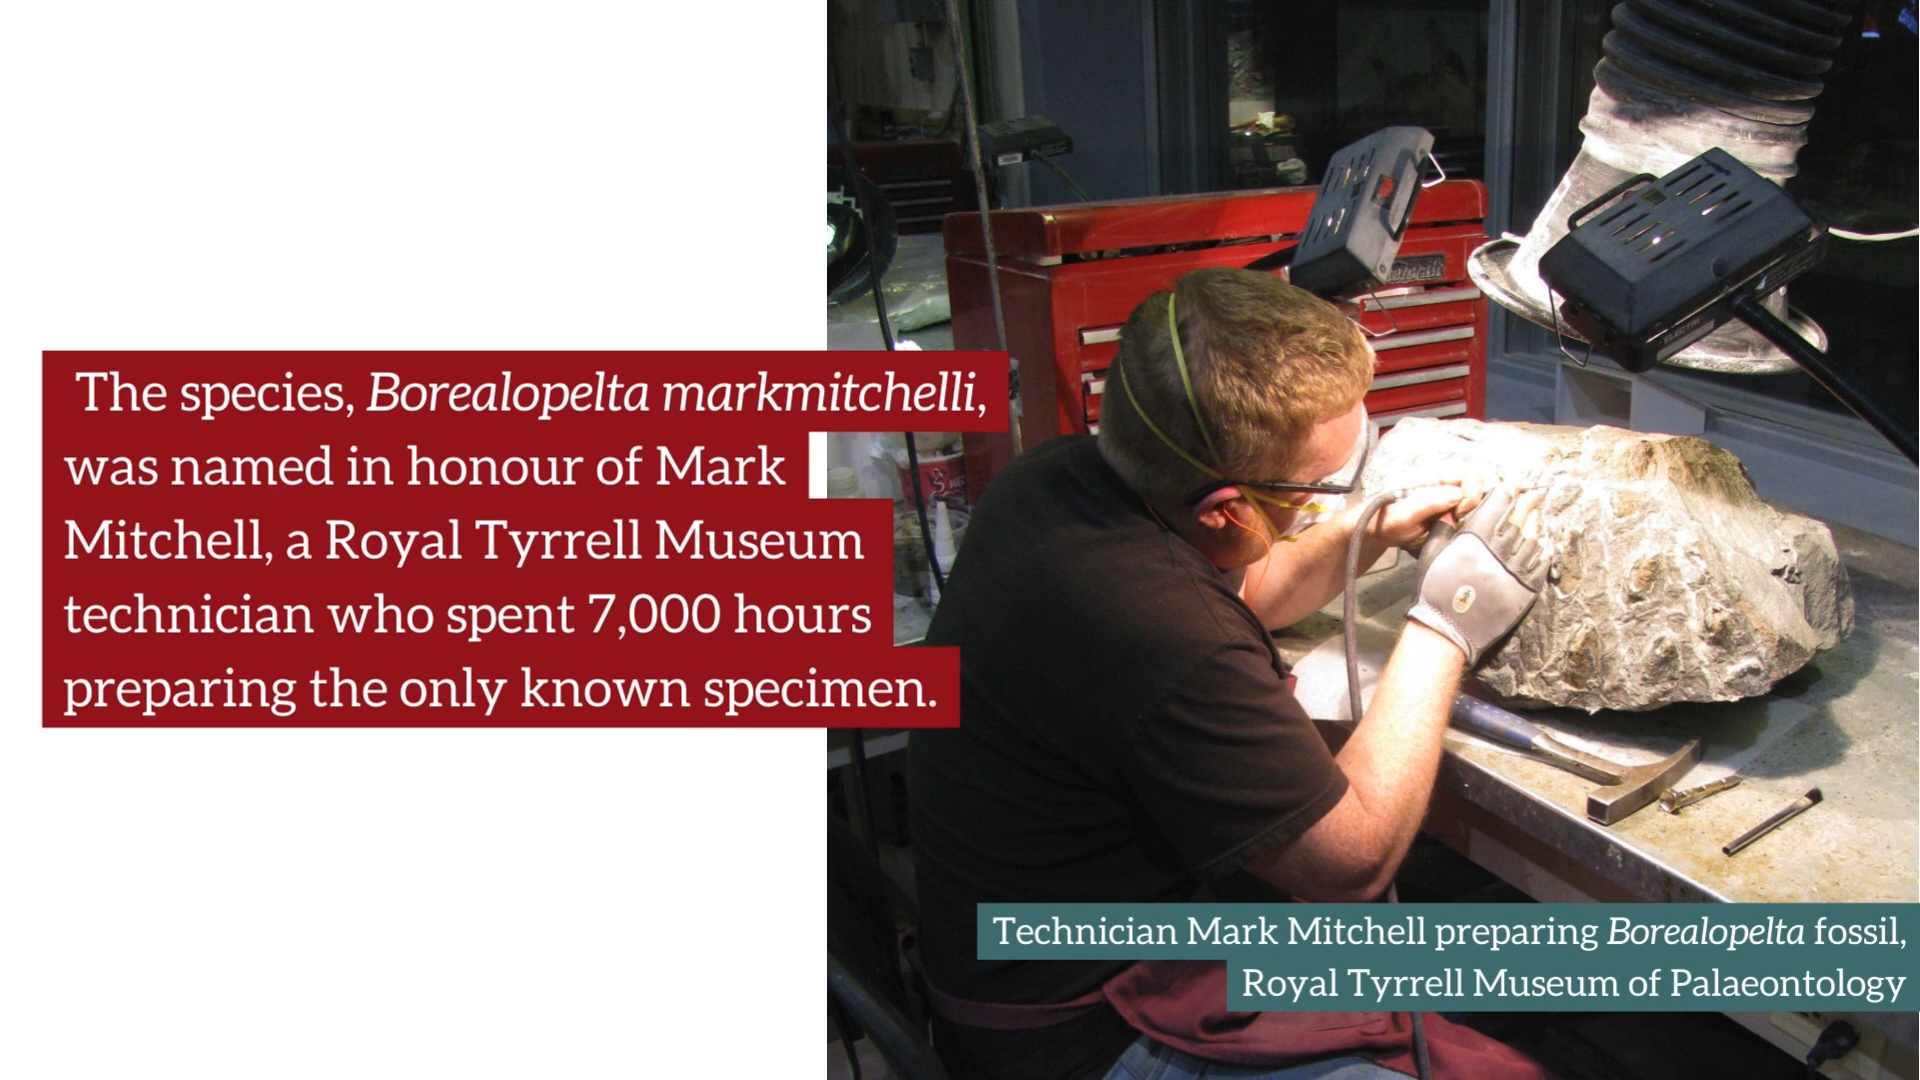 The species, Borealopelta markmitchelli,
was named in honour of Mark
Mitchell, a Royal Tyrrell Museum
technician who spent 7,000 hours
preparing the only known specimen.
Technician Mark Mitchell preparing Borealopelta fossil,
Royal Tyrrell Museum of Palaeontology